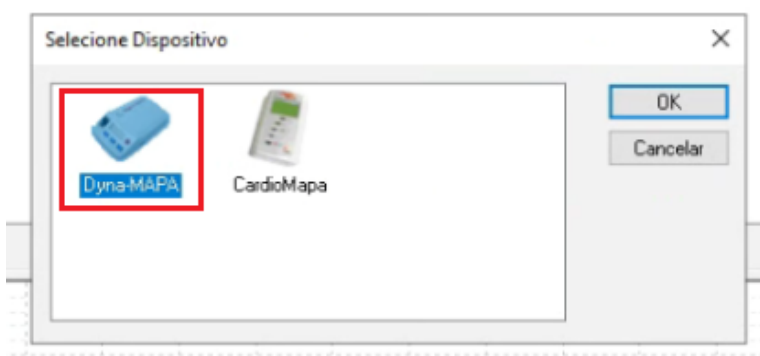 Selecione Dispositivo
OK
Cancelar
Dyna-MAPA
CardioMapa